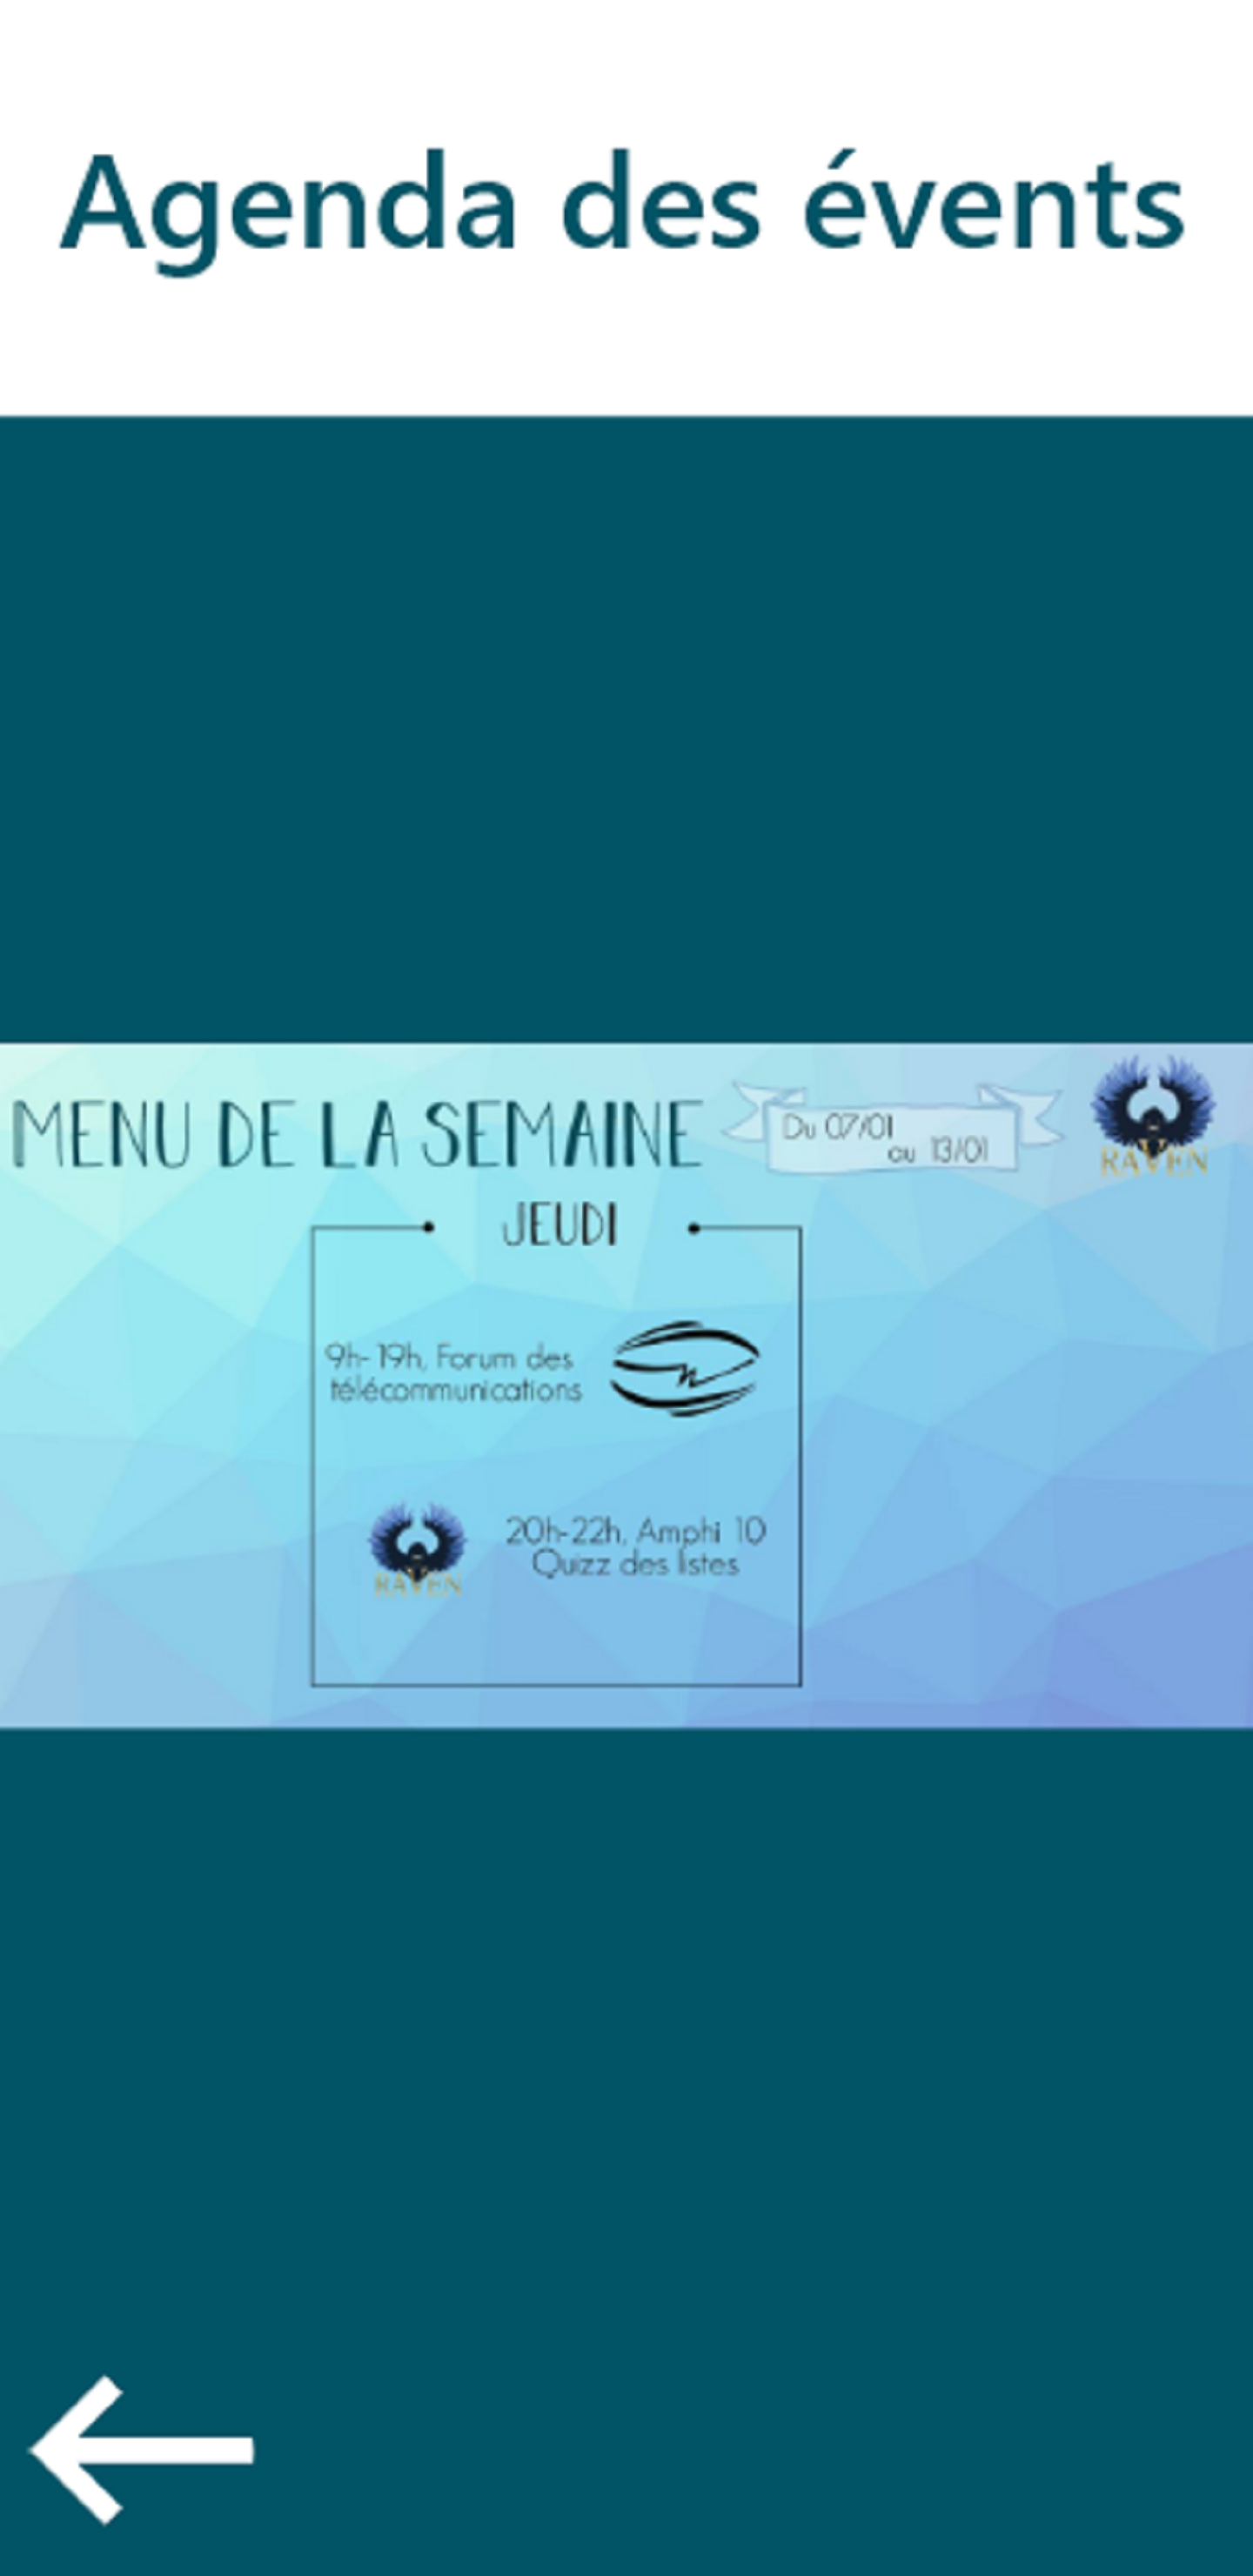 Agenda des évents
MENU DE LA SEMAINE
Du 07/01
au 13/01
RAVEN
JEUDI
9h-19h, Forum des
télécommunications
20h-22h, Amphi 10
Quizz des listes
RAVEN